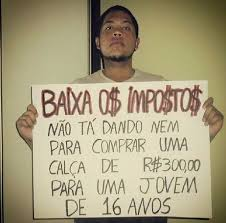 BAIXA O$ IMPO$TO$
NÃO TÁ DANDO NEM
PARA COMPRAR UMA
CALÇA DE R$300,00
PARA UMA JOVEM
DE 16 ANOS